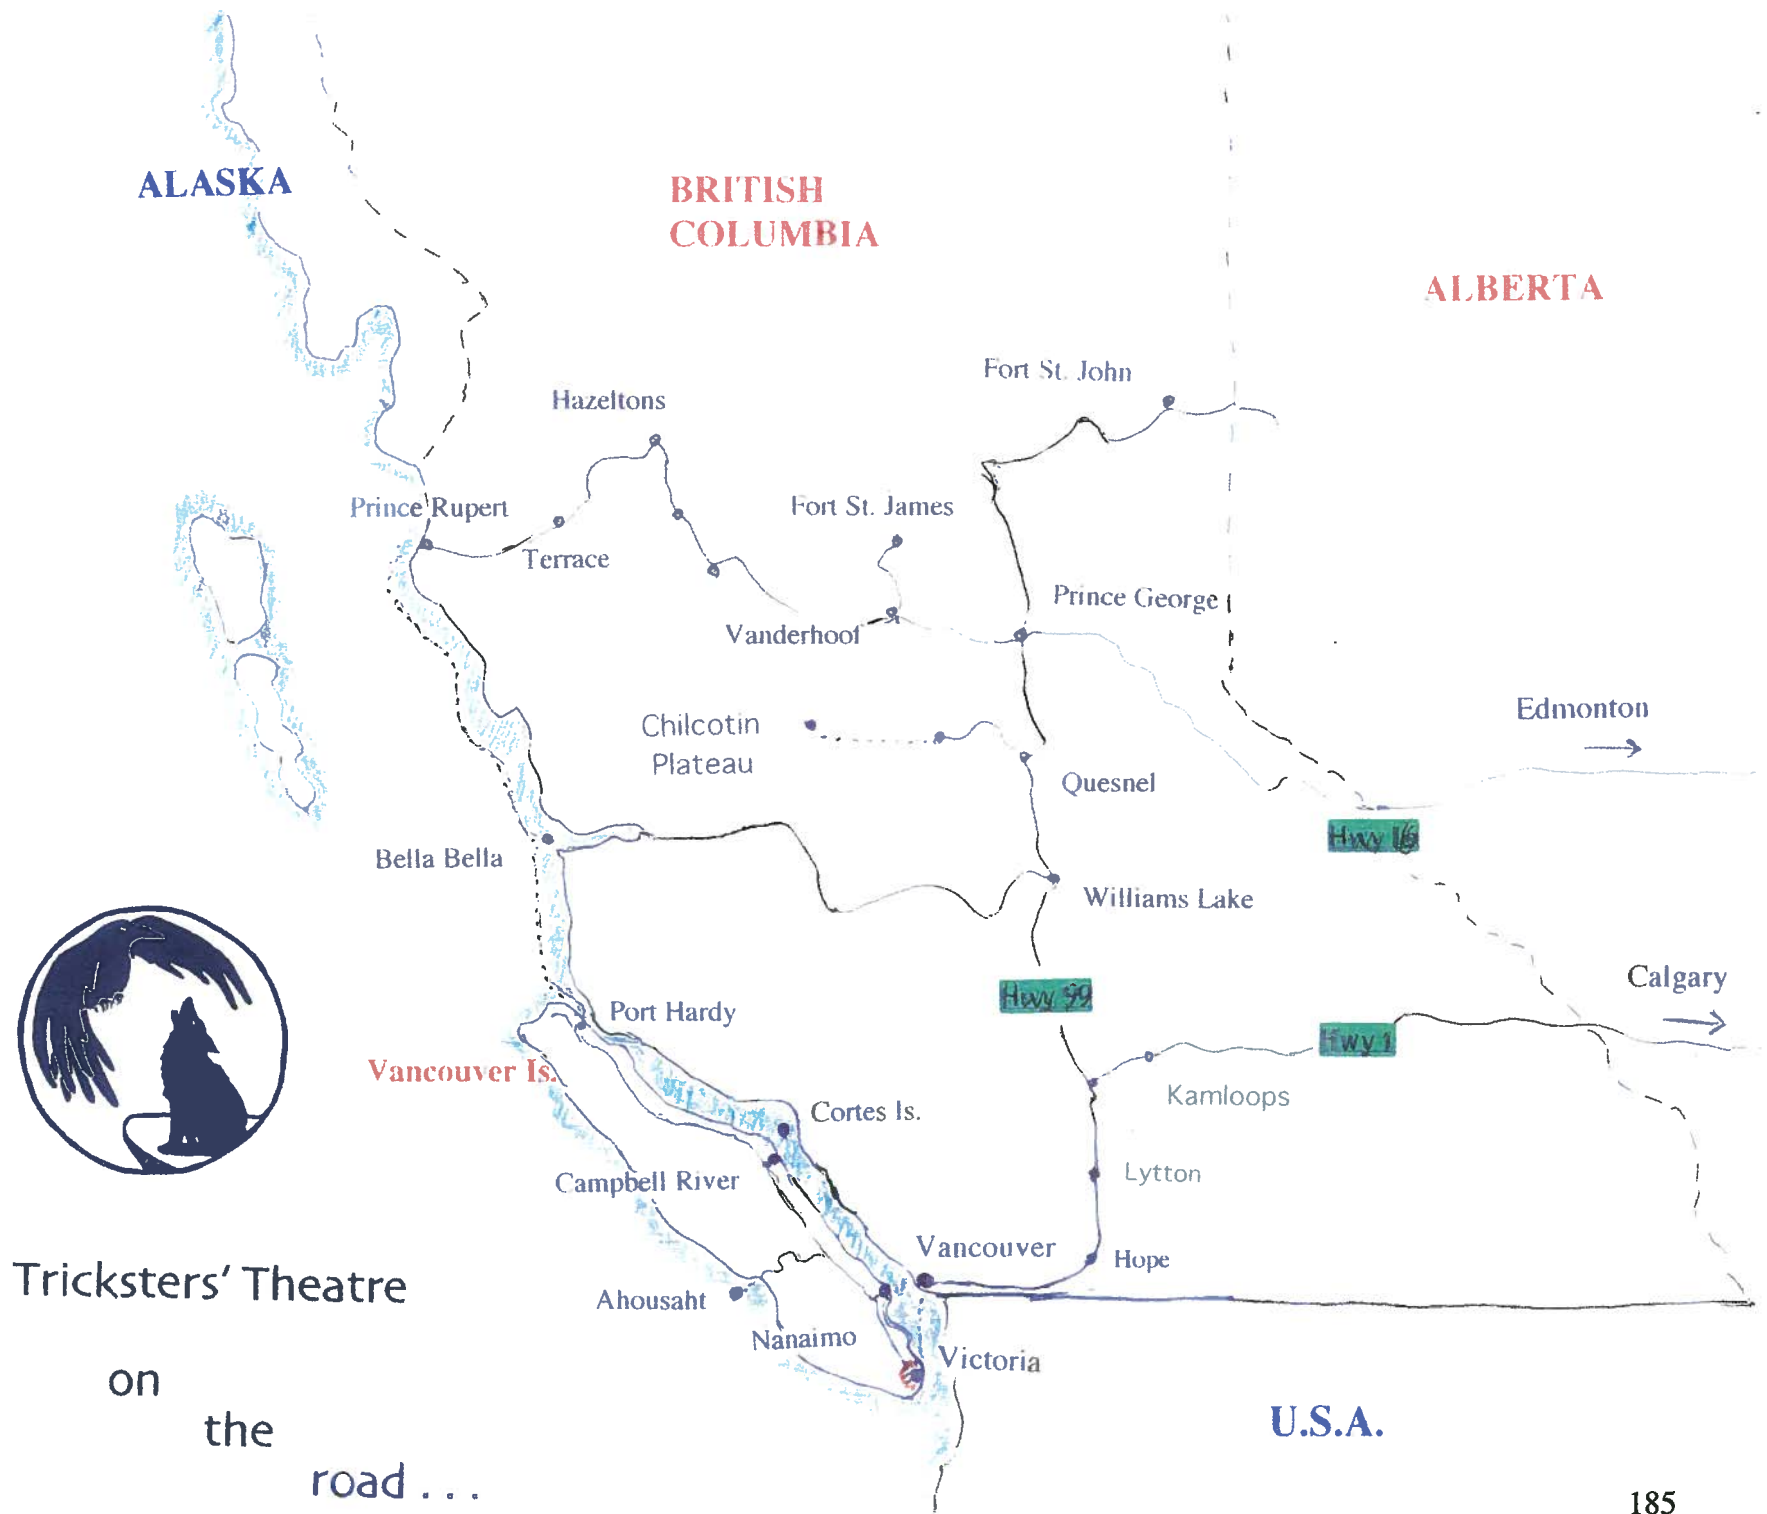 ALASKA
BRITISH
COLUMBIA
ALBERTA
Fort St. John
Hazeltons
Prince Rupert
Fort St. James
Terrace
Prince George
Vanderhoof
Edmonton
Chilcotin
Plateau
Quesnel
Hwy 16
Bella Bella
Williams Lake
Calgary
Hwy 99
Port Hardy
Hwy 1
Vancouver Is.
Kamloops
Cortes Is.
Lytton
Campbell River
Vancouver
Hope
Ahousaht
Nanaimo
Victoria
Tricksters' Theatre
on
the
road . . .
U.S.A.
185